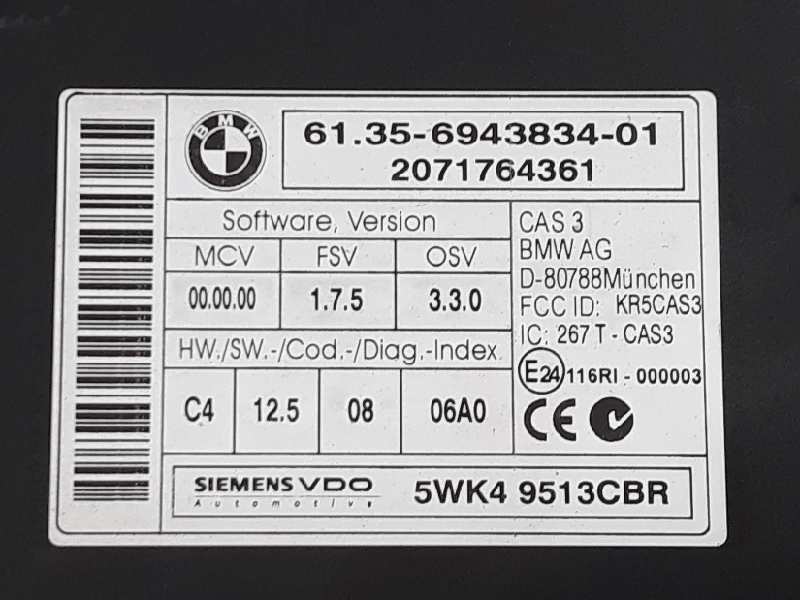 BMW
61.35-6943834-01
2071764361
Software, Version
MCV FSV OSV
00.00.00 1.7.5 3.3.0
HW./SW.-/Cod.-/Diag.-Index.
C4 12.5 08 06A0
CAS 3
BMW AG
D-80788München
FCC ID: KR5CAS3
IC: 267 T - CAS3
E24 116RI - 000003
CE
SIEMENS VDO
Automotive
5WK4 9513CBR